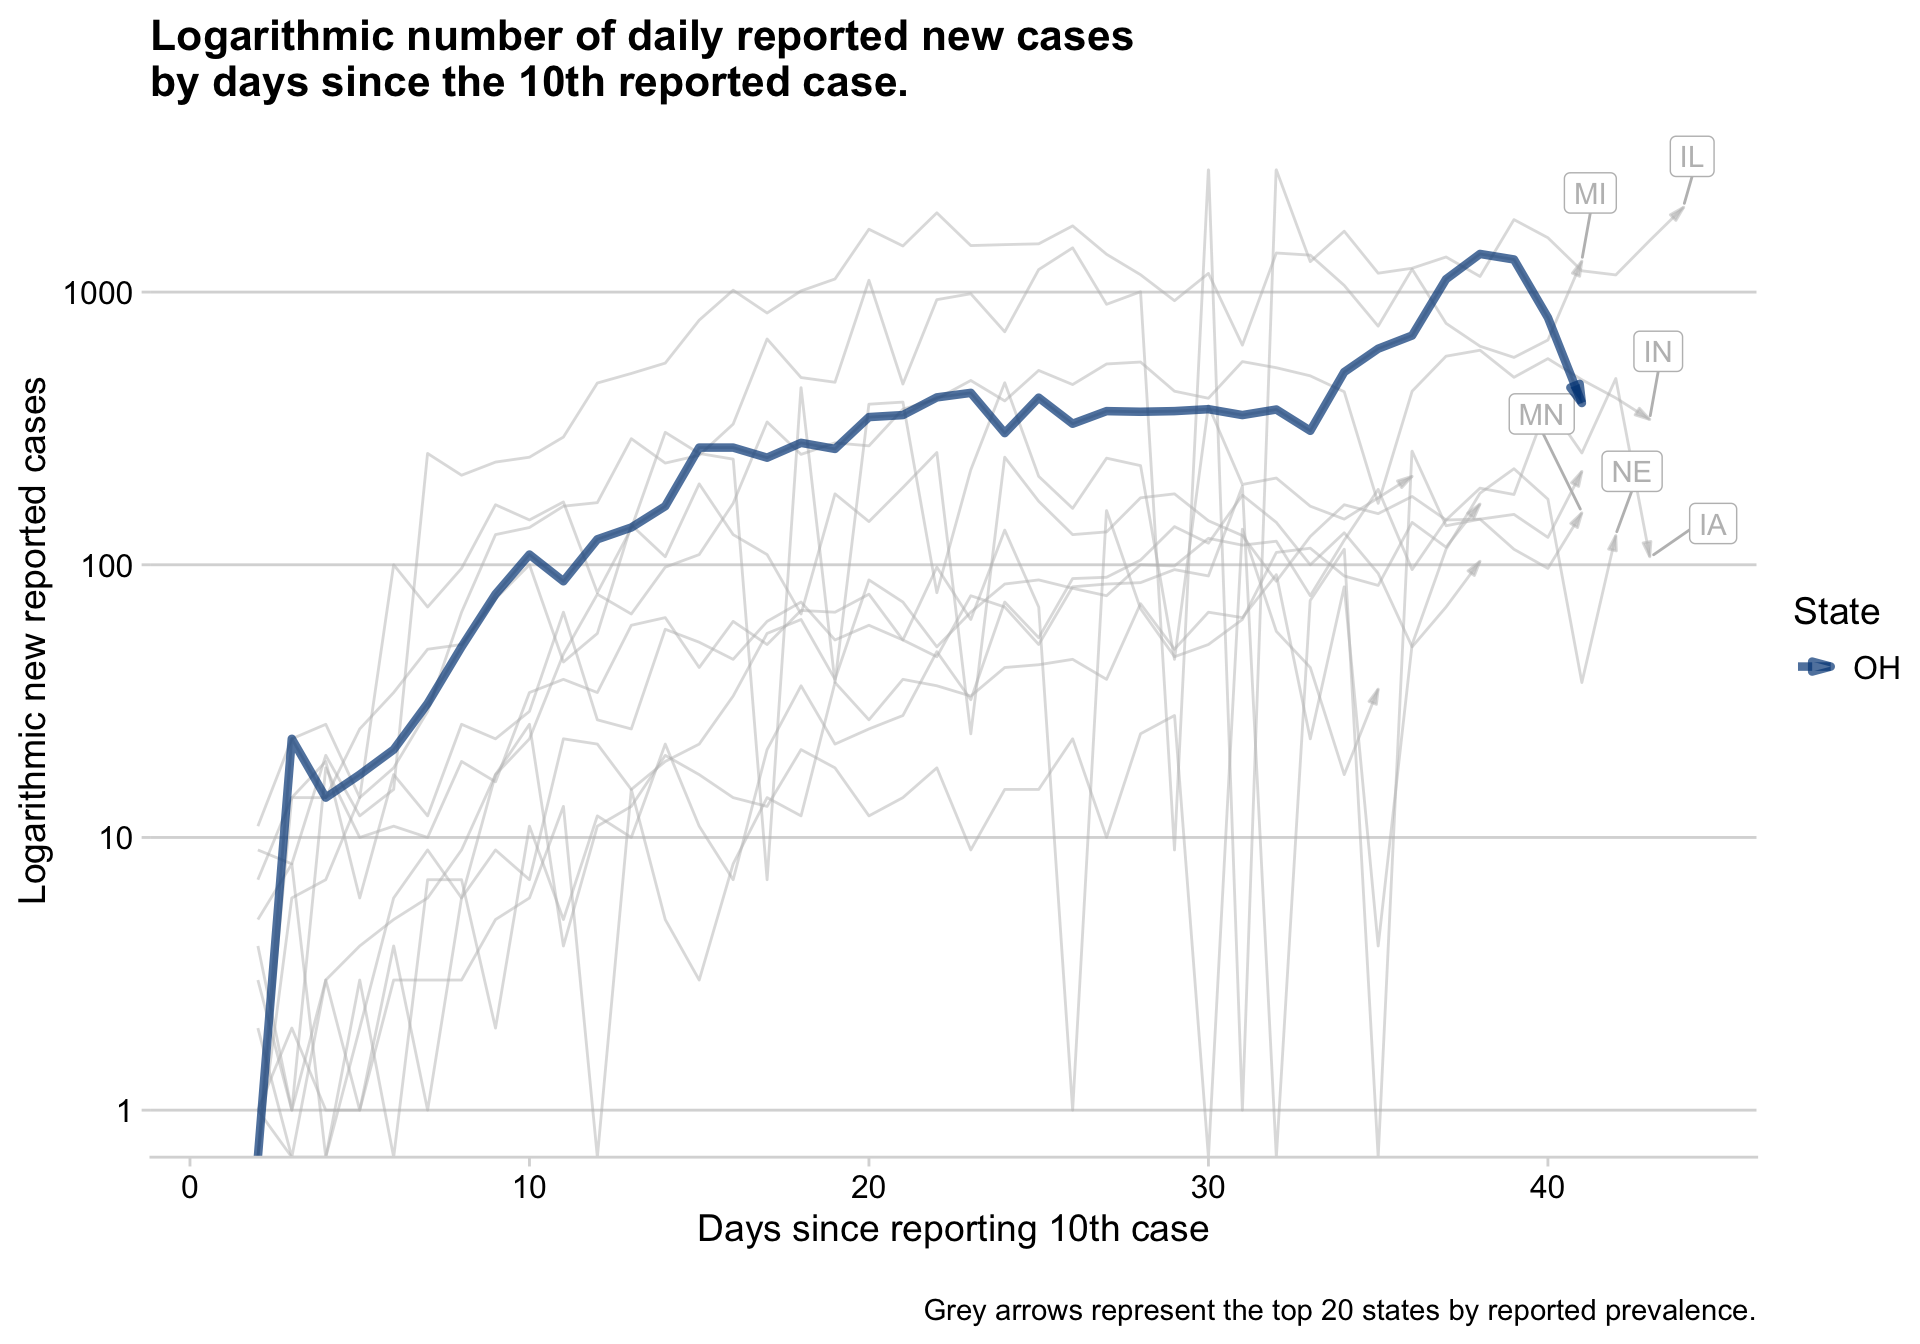 Logarithmic number of daily reported new cases
by days since the 10th reported case.
IL
MI
1000
IN
MN
NE
IA
100
10
1
Logarithmic new reported cases
State
OH
0 10 20 30 40
Days since reporting 10th case
Grey arrows represent the top 20 states by reported prevalence.